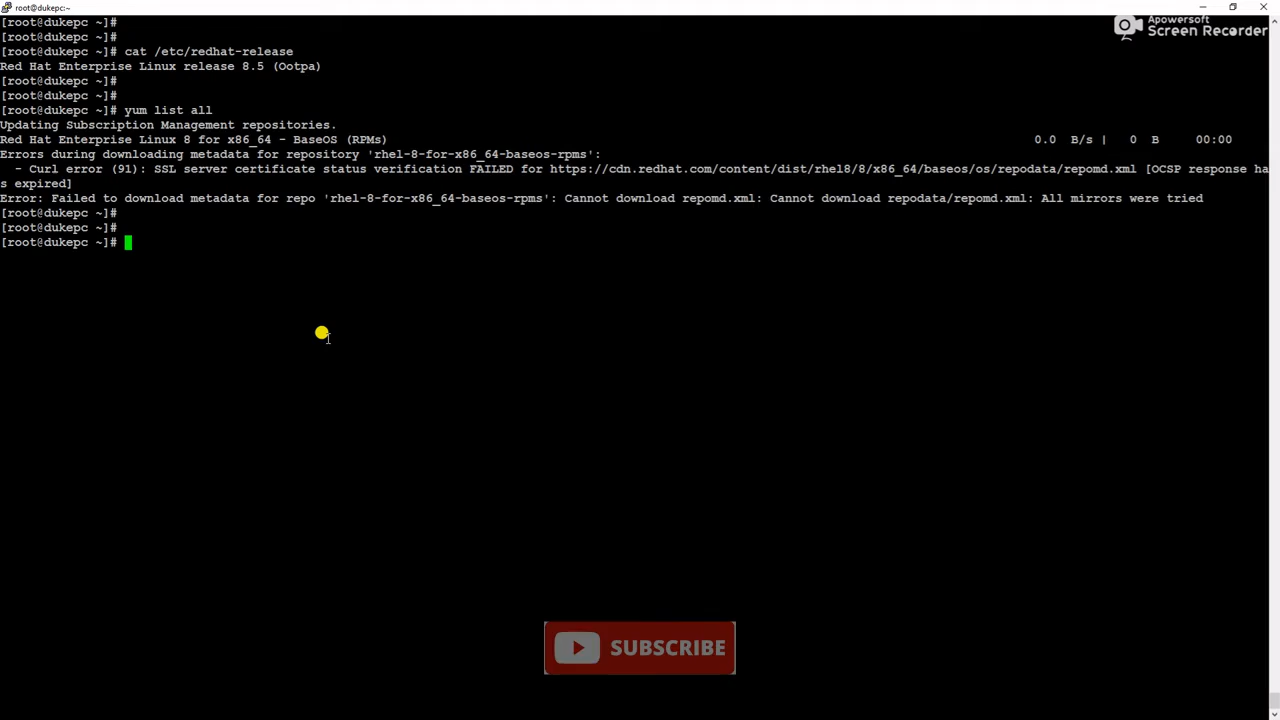 root@dukepc:~
[root@dukepc ~]#
[root@dukepc ~]#
[root@dukepc ~]# cat /etc/redhat-release
Red Hat Enterprise Linux release 8.5 (Ootpa)
[root@dukepc ~]#
[root@dukepc ~]#
[root@dukepc ~]# yum list all
Updating Subscription Management repositories.
Red Hat Enterprise Linux 8 for x86_64 - BaseOS (RPMs) 0.0 B/s | 0 B 00:00
Errors during downloading metadata for repository 'rhel-8-for-x86_64-baseos-rpms':
- Curl error (91): SSL server certificate status verification FAILED for https://cdn.redhat.com/content/dist/rhel8/8/x86_64/baseos/os/repodata/repomd.xml [OCSP response ha
s expired]
Error: Failed to download metadata for repo 'rhel-8-for-x86_64-baseos-rpms': Cannot download repomd.xml: Cannot download repodata/repomd.xml: All mirrors were tried
[root@dukepc ~]#
[root@dukepc ~]#
[root@dukepc ~]#
Apowersoft
Screen Recorder
SUBSCRIBE